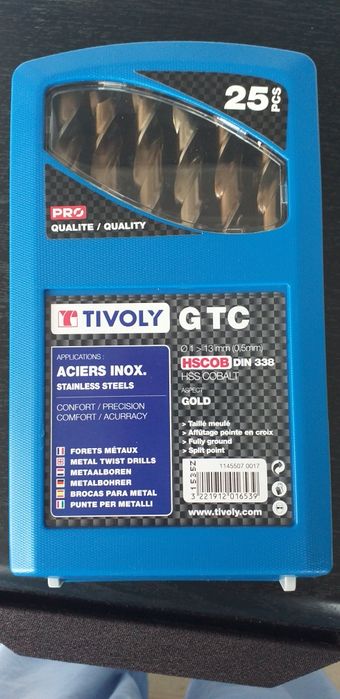 25 PCS
PRO
QUALITE / QUALITY
TIVOLY GTC
APPLICATIONS :
ACIERS INOX.
STAINLESS STEELS
CONFORT / PRECISION
COMFORT / ACURRACY
Ø 1 > 13 mm (0,5mm)
HSCOB DIN 338
HSS COBALT
ASPECT
GOLD
> Taillé meulé
> Affûtage pointe en croix
> Fully ground
> Split point
FORETS MÉTAUX
METAL TWIST DRILLS
METAALBOREN
METALBOHRER
BROCAS PARA METAL
PUNTE PER METALLI
1145507 0017
3 221912 016539
www.tivoly.com